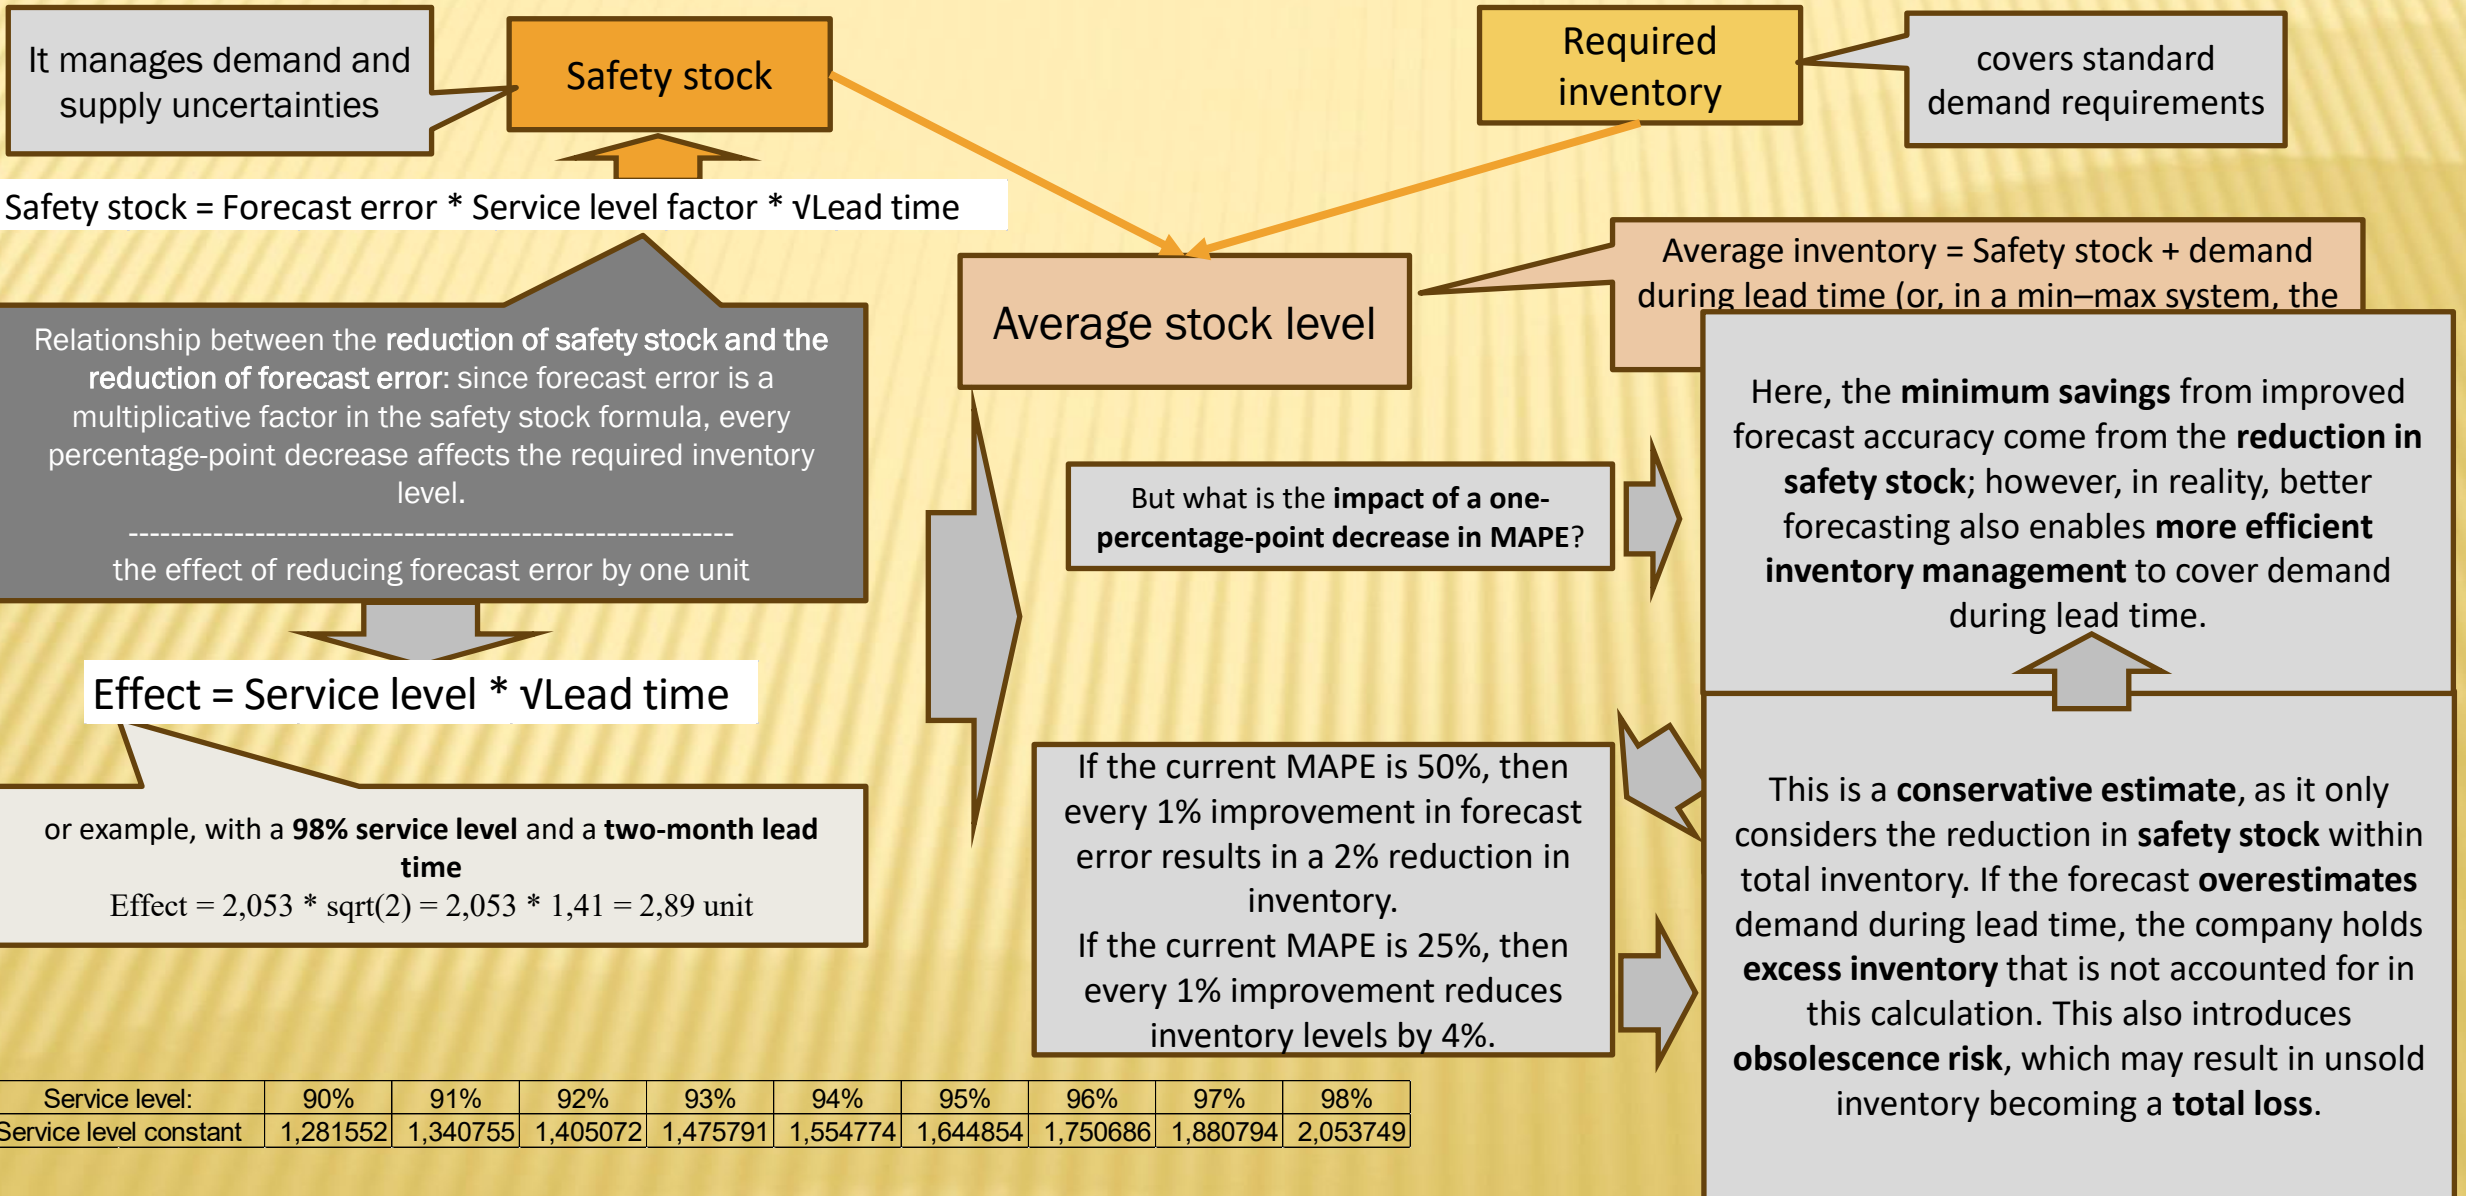 It manages demand and
supply uncertainties
Safety stock
Required
inventory
covers standard
demand requirements
Safety stock = Forecast error * Service level factor * √Lead time
Average inventory = Safety stock + demand
during lead time (or, in a min–max system, the
Average stock level
Relationship between the reduction of safety stock and the
reduction of forecast error: since forecast error is a
multiplicative factor in the safety stock formula, every
percentage-point decrease affects the required inventory
level.
----------------------------------------------------------
the effect of reducing forecast error by one unit
Effect = Service level * √Lead time
or example, with a 98% service level and a two-month lead
time
Effect = 2,053 * sqrt(2) = 2,053 * 1,41 = 2,89 unit
But what is the impact of a one-
percentage-point decrease in MAPE?
Here, the minimum savings from improved
forecast accuracy come from the reduction in
safety stock; however, in reality, better
forecasting also enables more efficient
inventory management to cover demand
during lead time.
If the current MAPE is 50%, then
every 1% improvement in forecast
error results in a 2% reduction in
inventory.
If the current MAPE is 25%, then
every 1% improvement reduces
inventory levels by 4%.
This is a conservative estimate, as it only
considers the reduction in safety stock within
total inventory. If the forecast overestimates
demand during lead time, the company holds
excess inventory that is not accounted for in
this calculation. This also introduces
obsolescence risk, which may result in unsold
inventory becoming a total loss.
Service level: 90% 91% 92% 93% 94% 95% 96% 97% 98%
Service level constant 1,281552 1,340755 1,405072 1,475791 1,554774 1,644854 1,750686 1,880794 2,053749